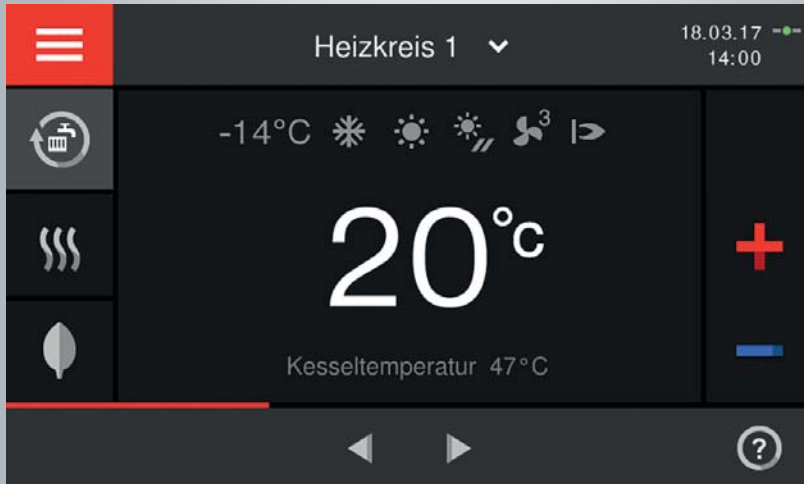 Heizkreis 1
18.03.17
14:00
-14°C 3
20°C
Kesseltemperatur 47°C
?